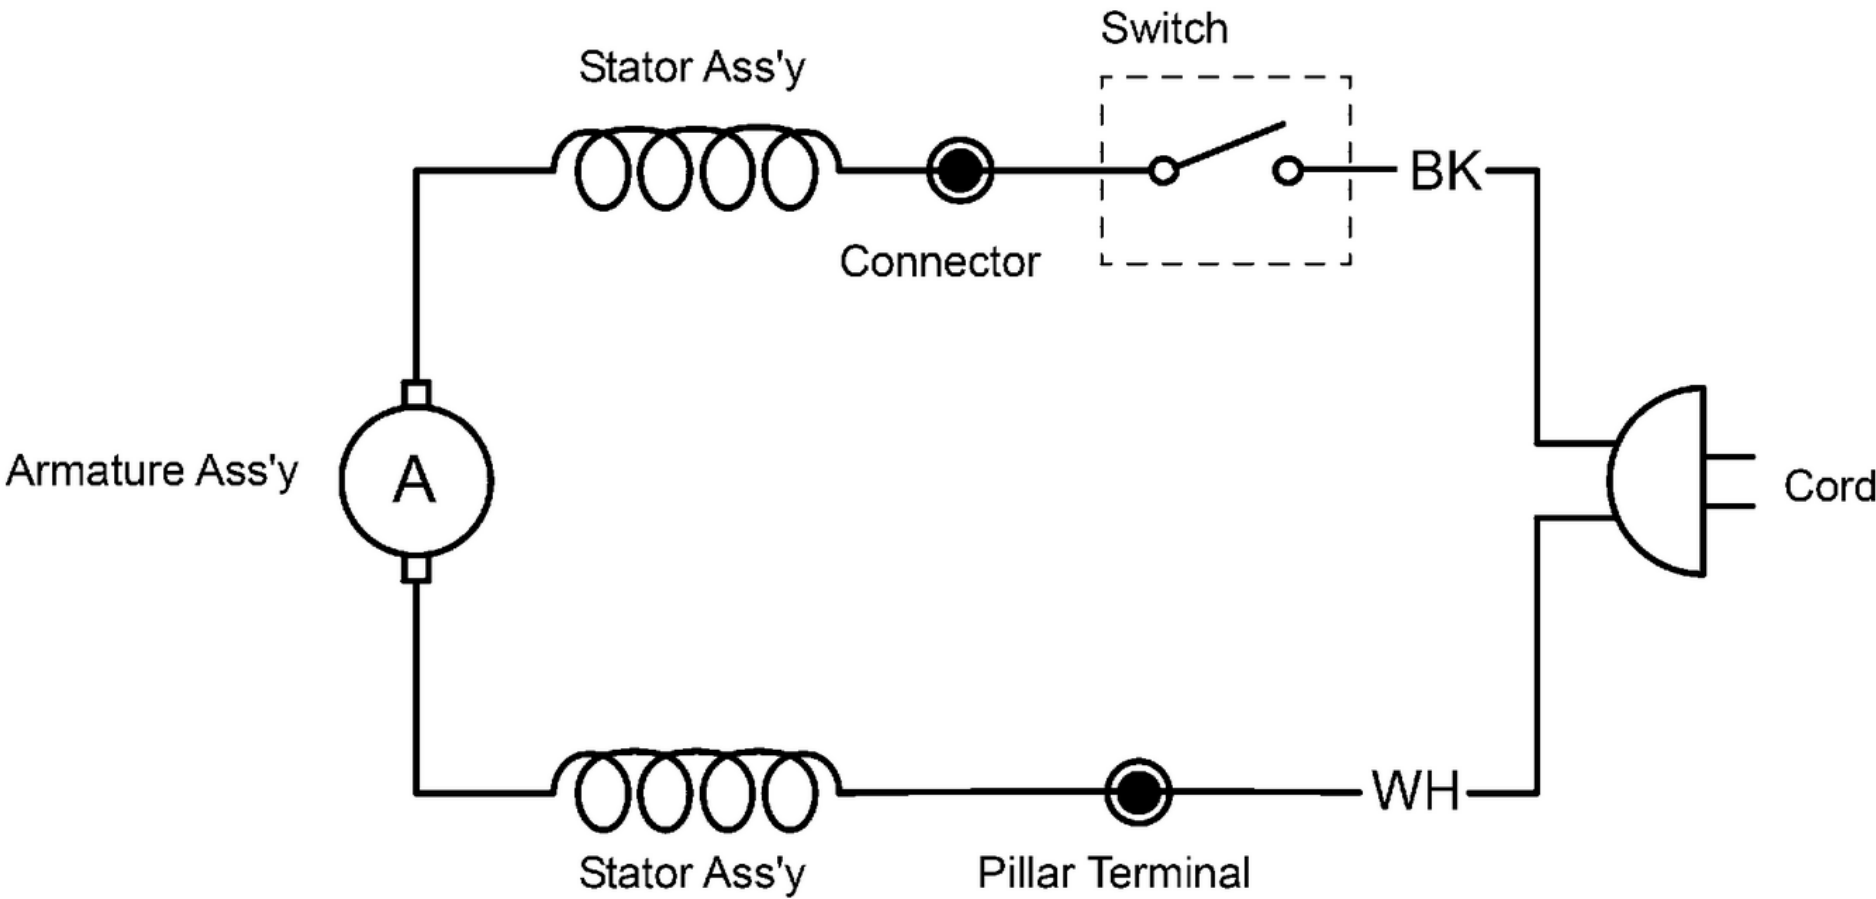 Switch
Stator Ass'y
BK
Connector
Armature Ass'y
A
Cord
WH
Stator Ass'y
Pillar Terminal